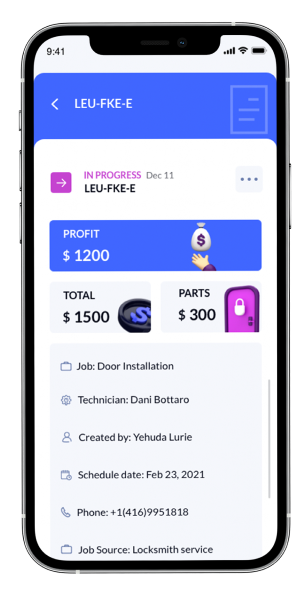 9:41
LEU-FKE-E
IN PROGRESS Dec 11
LEU-FKE-E
PROFIT
$ 1200
TOTAL
$ 1500
PARTS
$ 300
Job: Door Installation
Technician: Dani Bottaro
Created by: Yehuda Lurie
Schedule date: Feb 23, 2021
Phone: +1(416)9951818
Job Source: Locksmith service